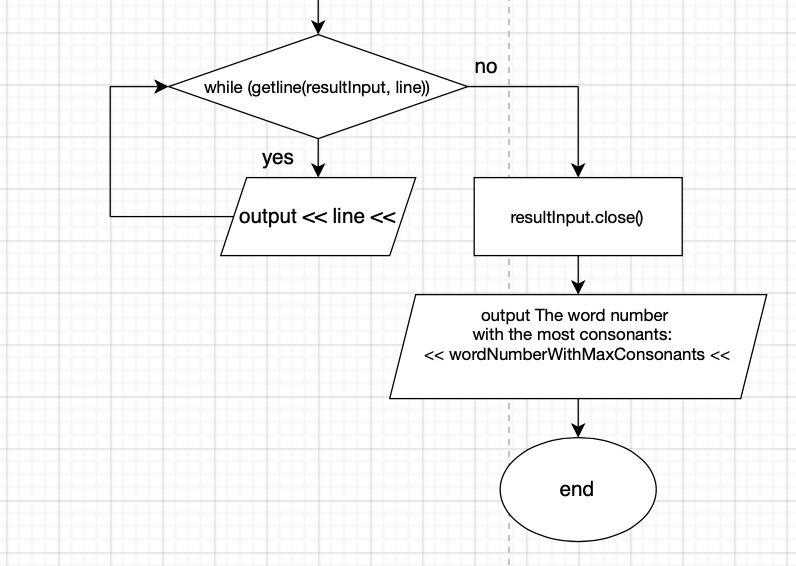 while (getline(resultInput, line))
no
yes
output << line <<
resultInput.close()
output The word number
with the most consonants:
<< wordNumberWithMaxConsonants <<
end